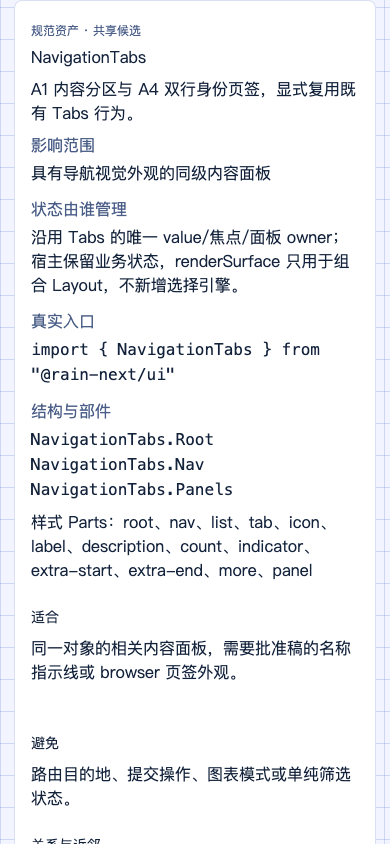 规范资产 · 共享候选
NavigationTabs
A1 内容分区与 A4 双行身份页签，显式复用既
有 Tabs 行为。
影响范围
具有导航视觉外观的同级内容面板
状态由谁管理
沿用 Tabs 的唯一 value/焦点/面板 owner；
宿主保留业务状态，renderSurface 只用于组
合 Layout，不新增选择引擎。
真实入口
import { NavigationTabs } from
"@rain-next/ui"
结构与部件
NavigationTabs.Root
NavigationTabs.Nav
NavigationTabs.Panels
样式 Parts：root、nav、list、tab、icon、
label、description、count、indicator、
extra-start、extra-end、more、panel
适合
同一对象的相关内容面板，需要批准稿的名称
指示线或 browser 页签外观。
避免
路由目的地、提交操作、图表模式或单纯筛选
状态。
关系与近邻